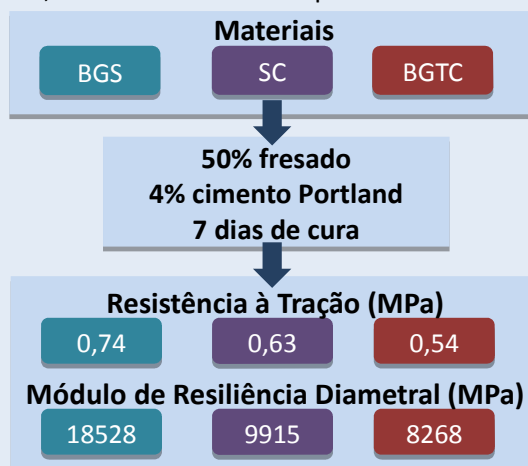 Materiais
BGS SC BGTC
50% fresado
4% cimento Portland
7 dias de cura
Resistência à Tração (MPa)
0,74 0,63 0,54
Módulo de Resiliência Diametral (MPa)
18528 9915 8268